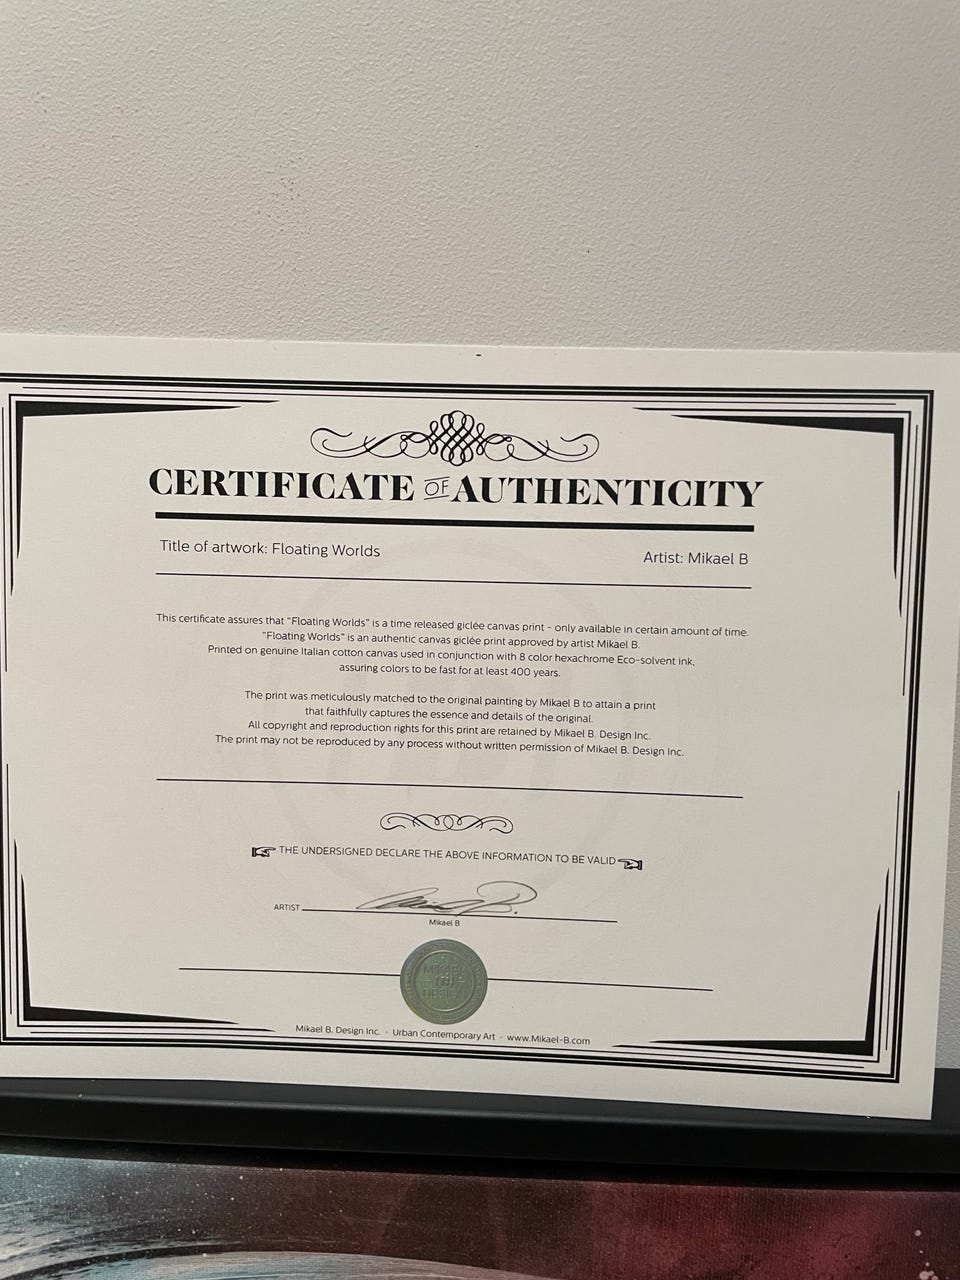 CERTIFICATE OF AUTHENTICITY
Title of artwork: Floating Worlds
Artist: Mikael B
This certificate assures that "Floating Worlds" is a time released giclée canvas print - only available in certain amount of time.
"Floating Worlds" is an authentic canvas giclée print approved by artist Mikael B.
Printed on genuine Italian cotton canvas used in conjunction with 8 color hexachrome Eco-solvent ink,
assuring colors to be fast for at least 400 years.
The print was meticulously matched to the original painting by Mikael B to attain a print
that faithfully captures the essence and details of the original.
All copyright and reproduction rights for this print are retained by Mikael B. Design Inc.
The print may not be reproduced by any process without written permission of Mikael B. Design Inc.
THE UNDERSIGNED DECLARE THE ABOVE INFORMATION TO BE VALID
ARTIST
Mikael B
MIKAEL
DESIGN
Mikael B. Design Inc. · Urban Contemporary Art · www.Mikael-B.com